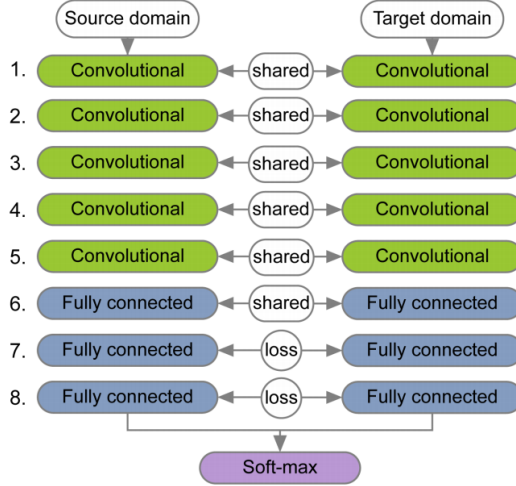 Source domain Target domain
1. Convolutional shared Convolutional
2. Convolutional shared Convolutional
3. Convolutional shared Convolutional
4. Convolutional shared Convolutional
5. Convolutional shared Convolutional
6. Fully connected shared Fully connected
7. Fully connected loss Fully connected
8. Fully connected loss Fully connected
Soft-max